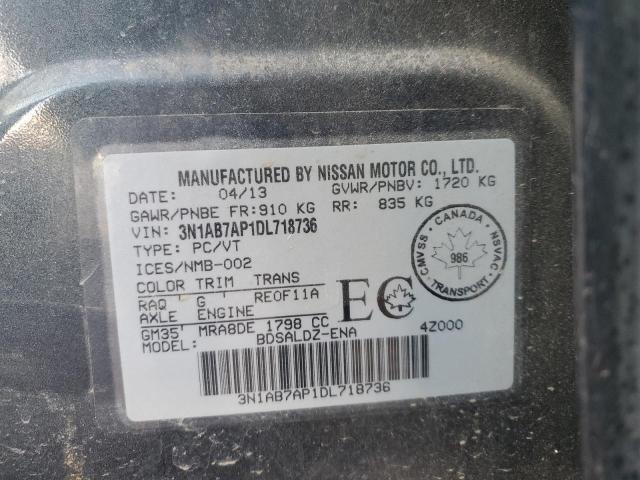 MANUFACTURED BY NISSAN MOTOR CO., LTD.
DATE: 04/13 GVWR/PNBV: 1720 KG
GAWR/PNBE FR: 910 KG RR: 835 KG
VIN: 3N1AB7AP1DL718736
TYPE: PC/VT
ICES/NMB-002
COLOR TRIM TRANS
RAQ G RE0F11A
AXLE ENGINE
GM35 MRA8DE 1798 CC
MODEL: BDSALDZ-ENA 4Z000
EC
CANADA
CMVSS 986 NSVAC
TRANSPORT
3N1AB7AP1DL718736